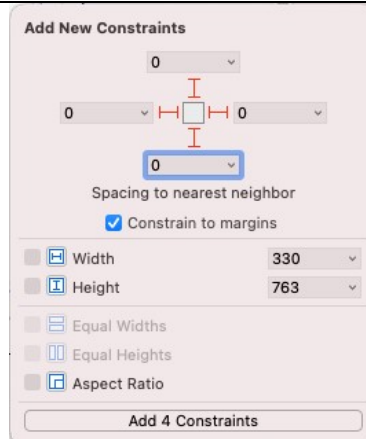 Add New Constraints
0
0 0
0
Spacing to nearest neighbor
Constrain to margins
Width 330
Height 763
Equal Widths
Equal Heights
Aspect Ratio
Add 4 Constraints